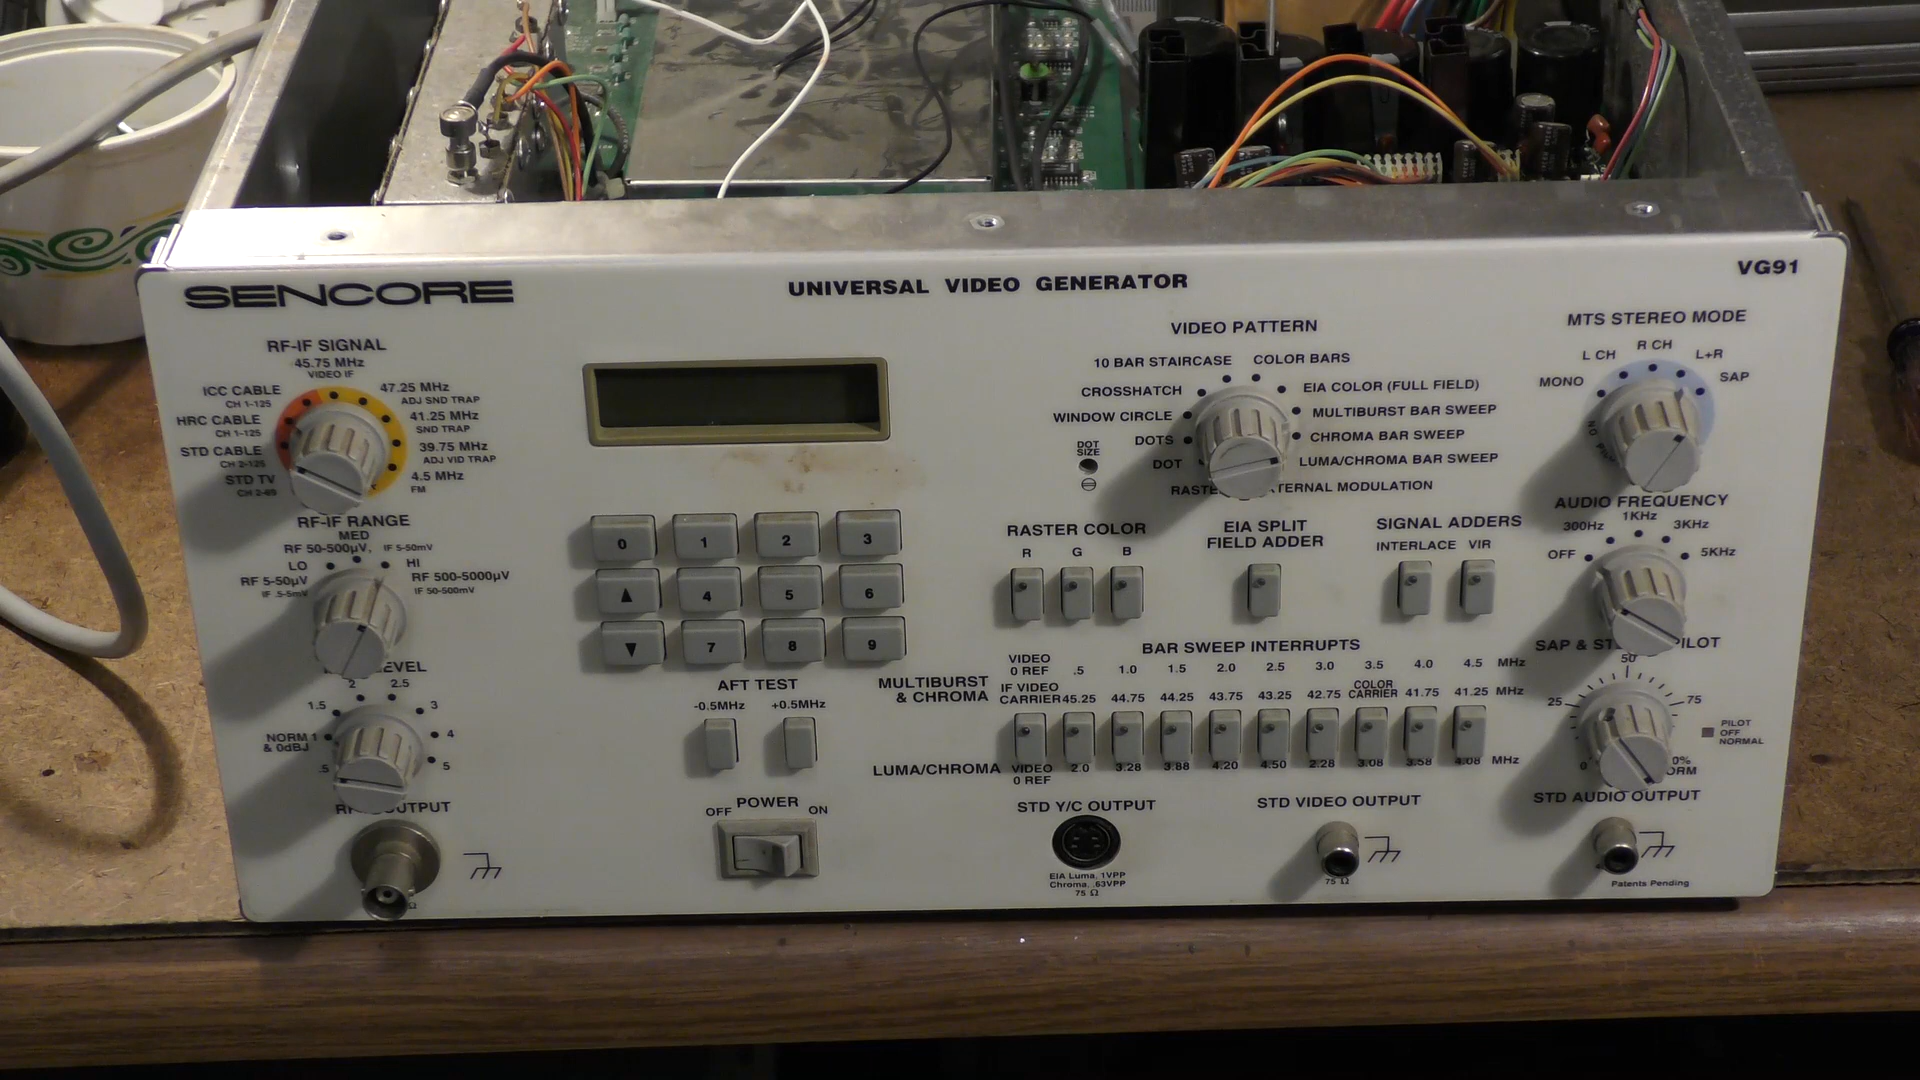 SENCORE
UNIVERSAL VIDEO GENERATOR
VG91
RF-IF SIGNAL
45.75 MHz
VIDEO IF
ICC CABLE
CH 1-125
HRC CABLE
CH 1-125
STD CABLE
CH 2-125
STD TV
CH 2-69
47.25 MHz
ADJ SND TRAP
41.25 MHz
SND TRAP
39.75 MHz
ADJ VID TRAP
4.5 MHz
FM
RF-IF RANGE
MED
RF 50-500µV, IF 5-50mV
LO
RF 5-50µV
IF .5-5mV
HI
RF 500-5000µV
IF 50-500mV
EVEL
2
2.5
1.5
3
NORM 1
& 0dBJ
4
.5
5
OUTPUT
Ω
0
1
2
3
▲
4
5
6
▼
7
8
9
AFT TEST
-0.5MHz
+0.5MHz
POWER
OFF
ON
VIDEO PATTERN
10 BAR STAIRCASE
COLOR BARS
CROSSHATCH
EIA COLOR (FULL FIELD)
WINDOW CIRCLE
MULTIBURST BAR SWEEP
DOTS
CHROMA BAR SWEEP
DOT
SIZE
DOT
LUMA/CHROMA BAR SWEEP
RASTE
TERNAL MODULATION
RASTER COLOR
R
G
B
EIA SPLIT
FIELD ADDER
SIGNAL ADDERS
INTERLACE
VIR
BAR SWEEP INTERRUPTS
VIDEO
0 REF
.5
1.0
1.5
2.0
2.5
3.0
3.5
4.0
4.5
MHz
MULTIBURST
& CHROMA
IF VIDEO
CARRIER
45.25
44.75
44.25
43.75
43.25
42.75
COLOR
CARRIER
41.75
41.25
MHz
LUMA/CHROMA
VIDEO
0 REF
2.0
3.28
3.88
4.20
4.50
2.28
3.08
3.58
4.08
MHz
STD Y/C OUTPUT
EIA Luma, 1VPP
Chroma, .63VPP
75 Ω
STD VIDEO OUTPUT
75 Ω
MTS STEREO MODE
R CH
L CH
L+R
MONO
SAP
AUDIO FREQUENCY
1KHz
300Hz
3KHz
OFF
5KHz
SAP & ST
PILOT
50
25
75
0
0%
ORM
PILOT
OFF
NORMAL
STD AUDIO OUTPUT
Patents Pending